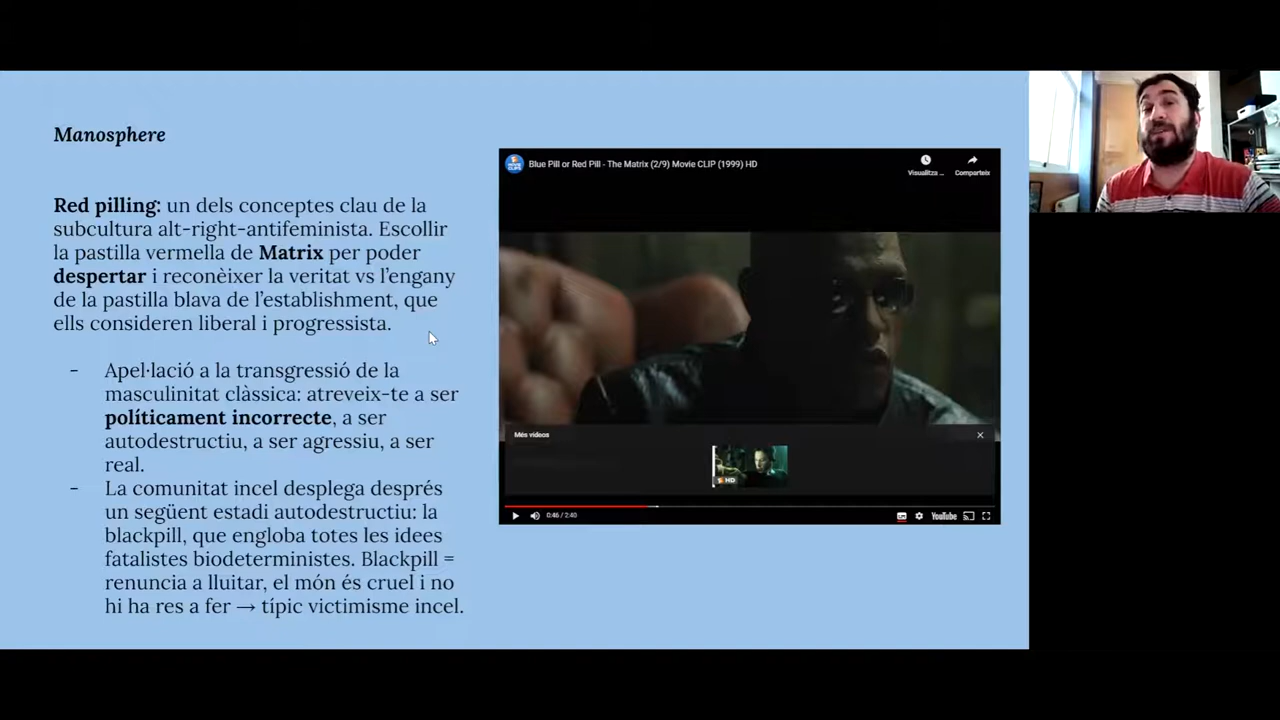 Manosphere
Red pilling: un dels conceptes clau de la
subcultura alt-right-antifeminista. Escollir
la pastilla vermella de Matrix per poder
despertar i reconèixer la veritat vs l'engany
de la pastilla blava de l'establishment, que
ells consideren liberal i progressista.
- Apel·lació a la transgressió de la
masculinitat clàssica: atreveix-te a ser
políticament incorrecte, a ser
autodestructiu, a ser agressiu, a ser
real.
- La comunitat incel desplega després
un següent estadi autodestructiu: la
blackpill, que engloba totes les idees
fatalistes biodeterministes. Blackpill =
renuncia a lluitar, el món és cruel i no
hi ha res a fer → típic victimisme incel.
Blue Pill or Red Pill - The Matrix (2/9) Movie CLIP (1999) HD
Visualitza ...
Comparteix
Més vídeos
HD
0:46 / 2:40
YouTube